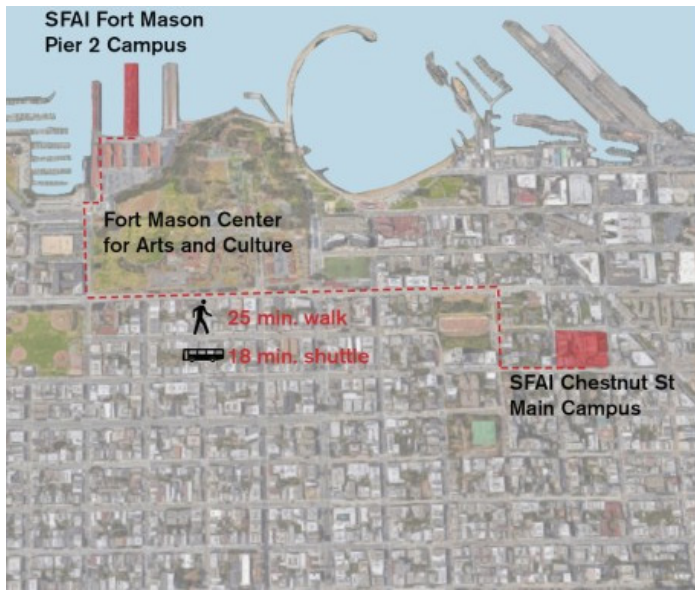 SFAI Fort Mason
Pier 2 Campus
Fort Mason Center
for Arts and Culture
25 min. walk
18 min. shuttle
SFAI Chestnut St
Main Campus